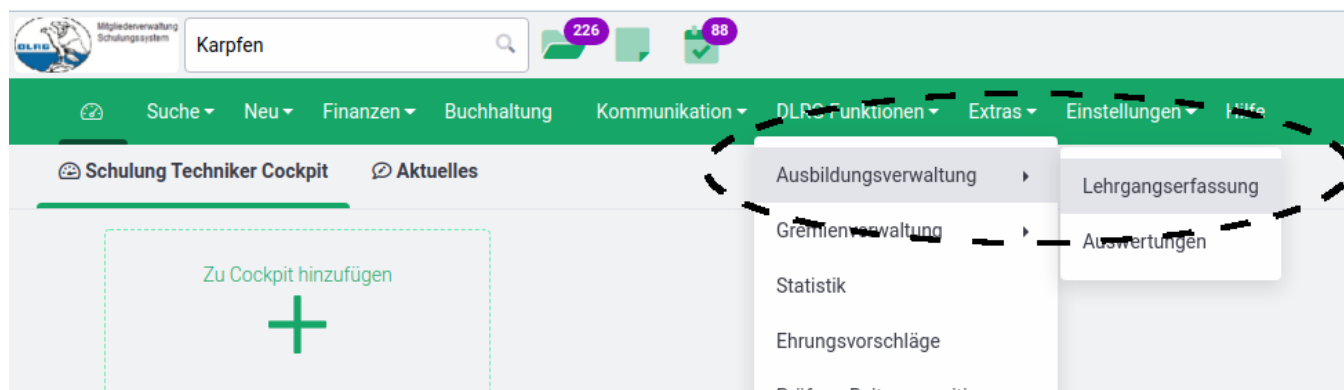 DLRG
Mitgliederverwaltung
Schulungssystem
Karpfen
226
88
Suche Neu Finanzen Buchhaltung Kommunikation DLRG Funktionen Extras Einstellungen Hilfe
Schulung Techniker Cockpit Aktuelles
Ausbildungsverwaltung
Lehrgangserfassung
Gremienverwaltung
Auswertungen
Zu Cockpit hinzufügen
Statistik
Ehrungsvorschläge